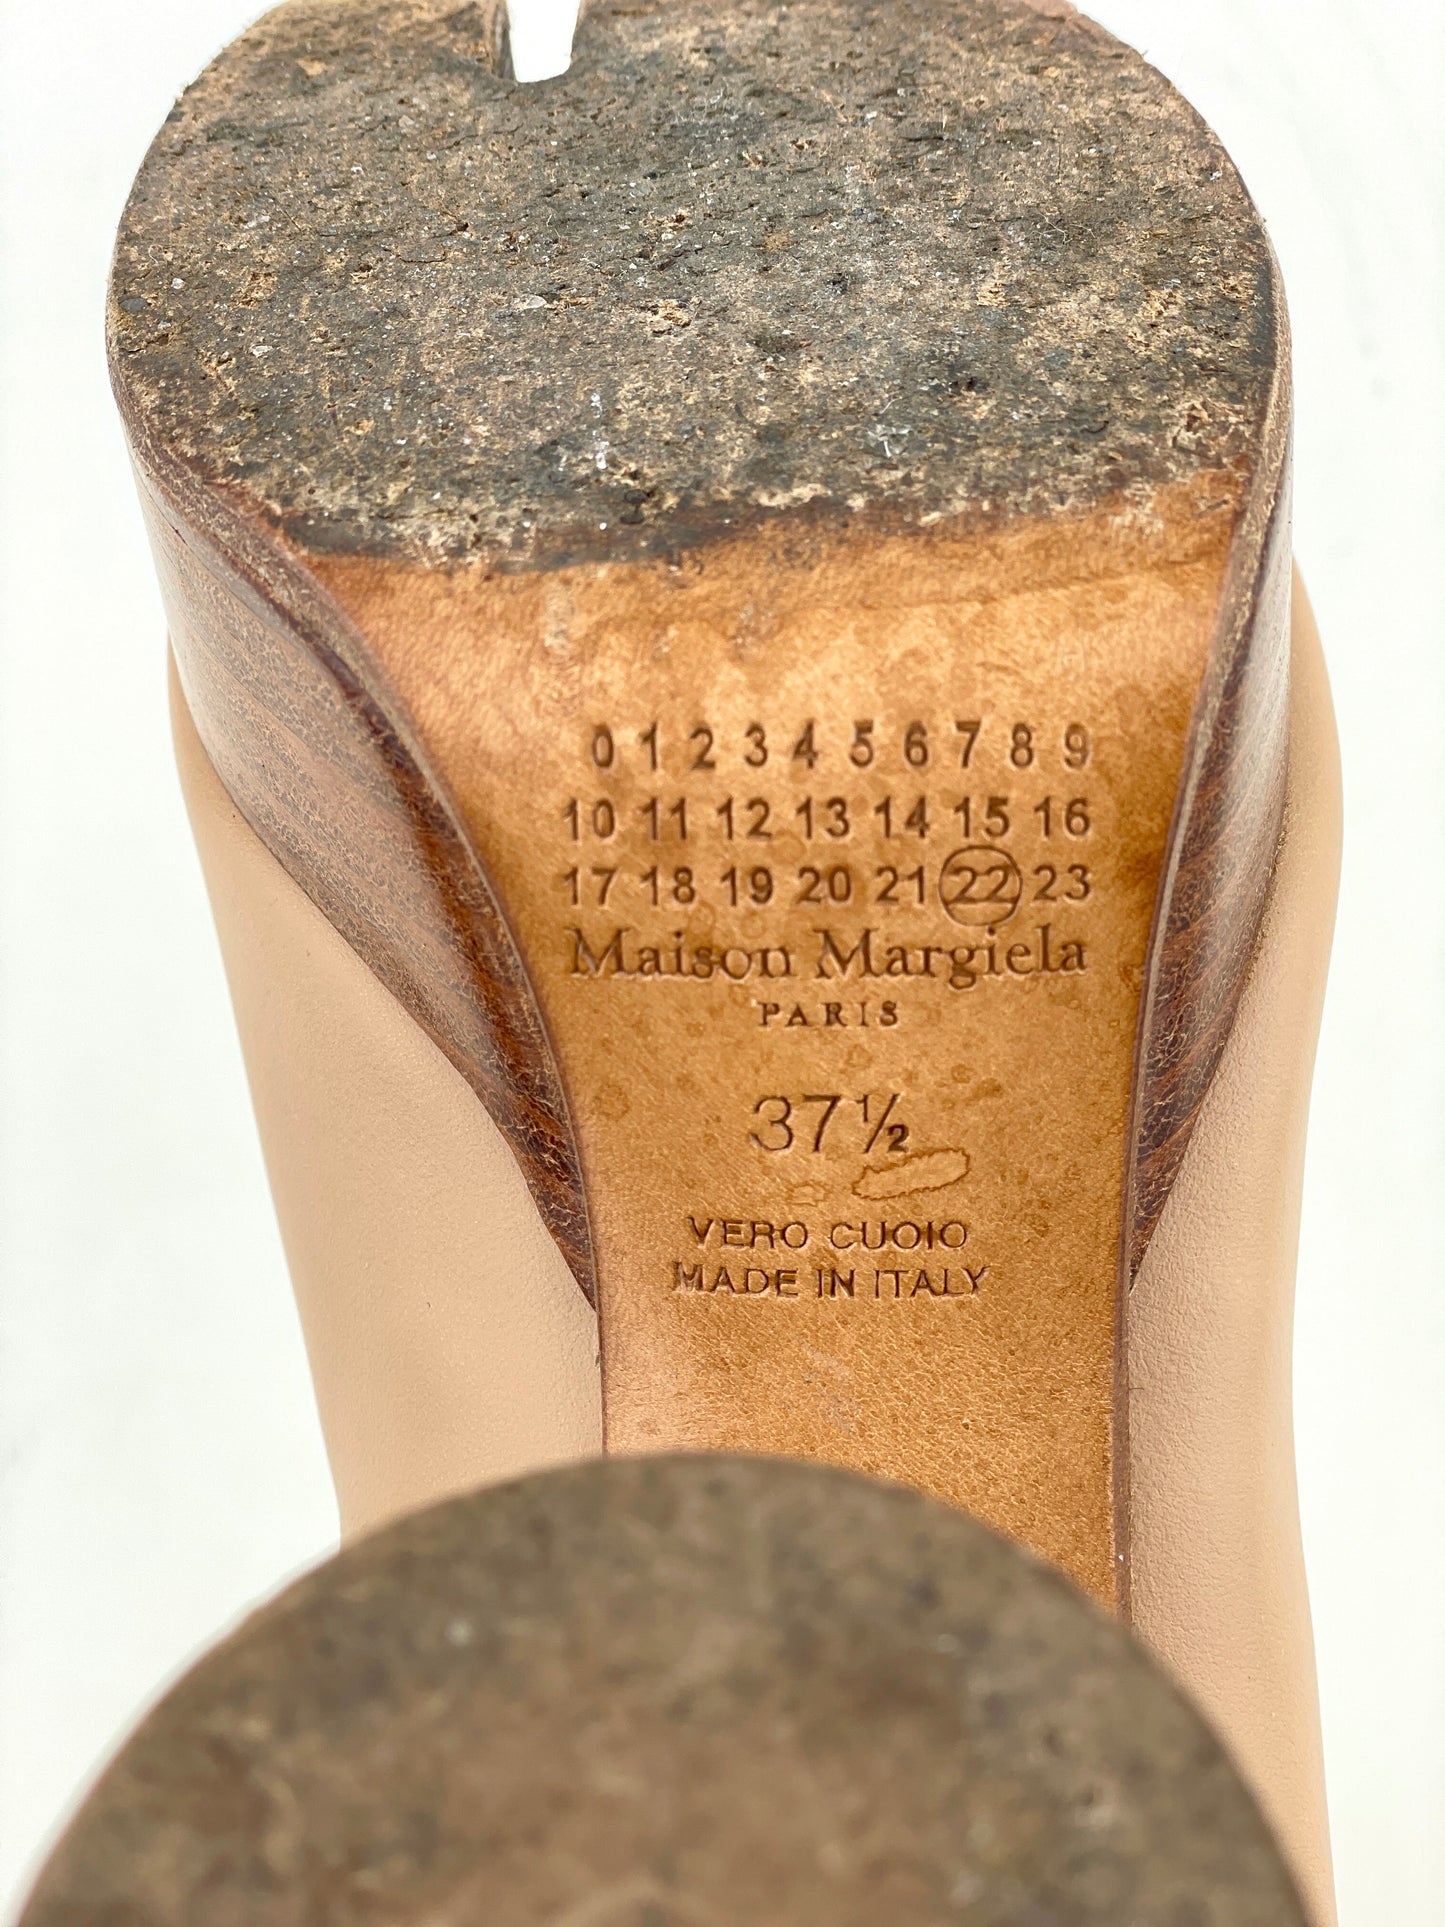 0 1 2 3 4 5 6 7 8 9
10 11 12 13 14 15 16
17 18 19 20 21 22 23
Maison Margiela
PARIS
37½
VERO CUOIO
MADE IN ITALY